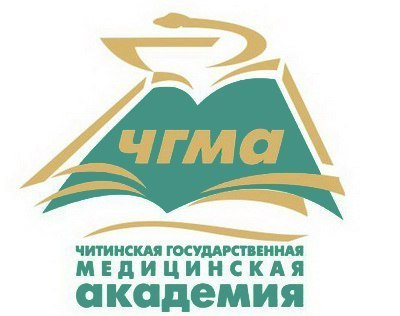 чгма
ЧИТИНСКАЯ ГОСУДАРСТВЕННАЯ
МЕДИЦИНСКАЯ
академия